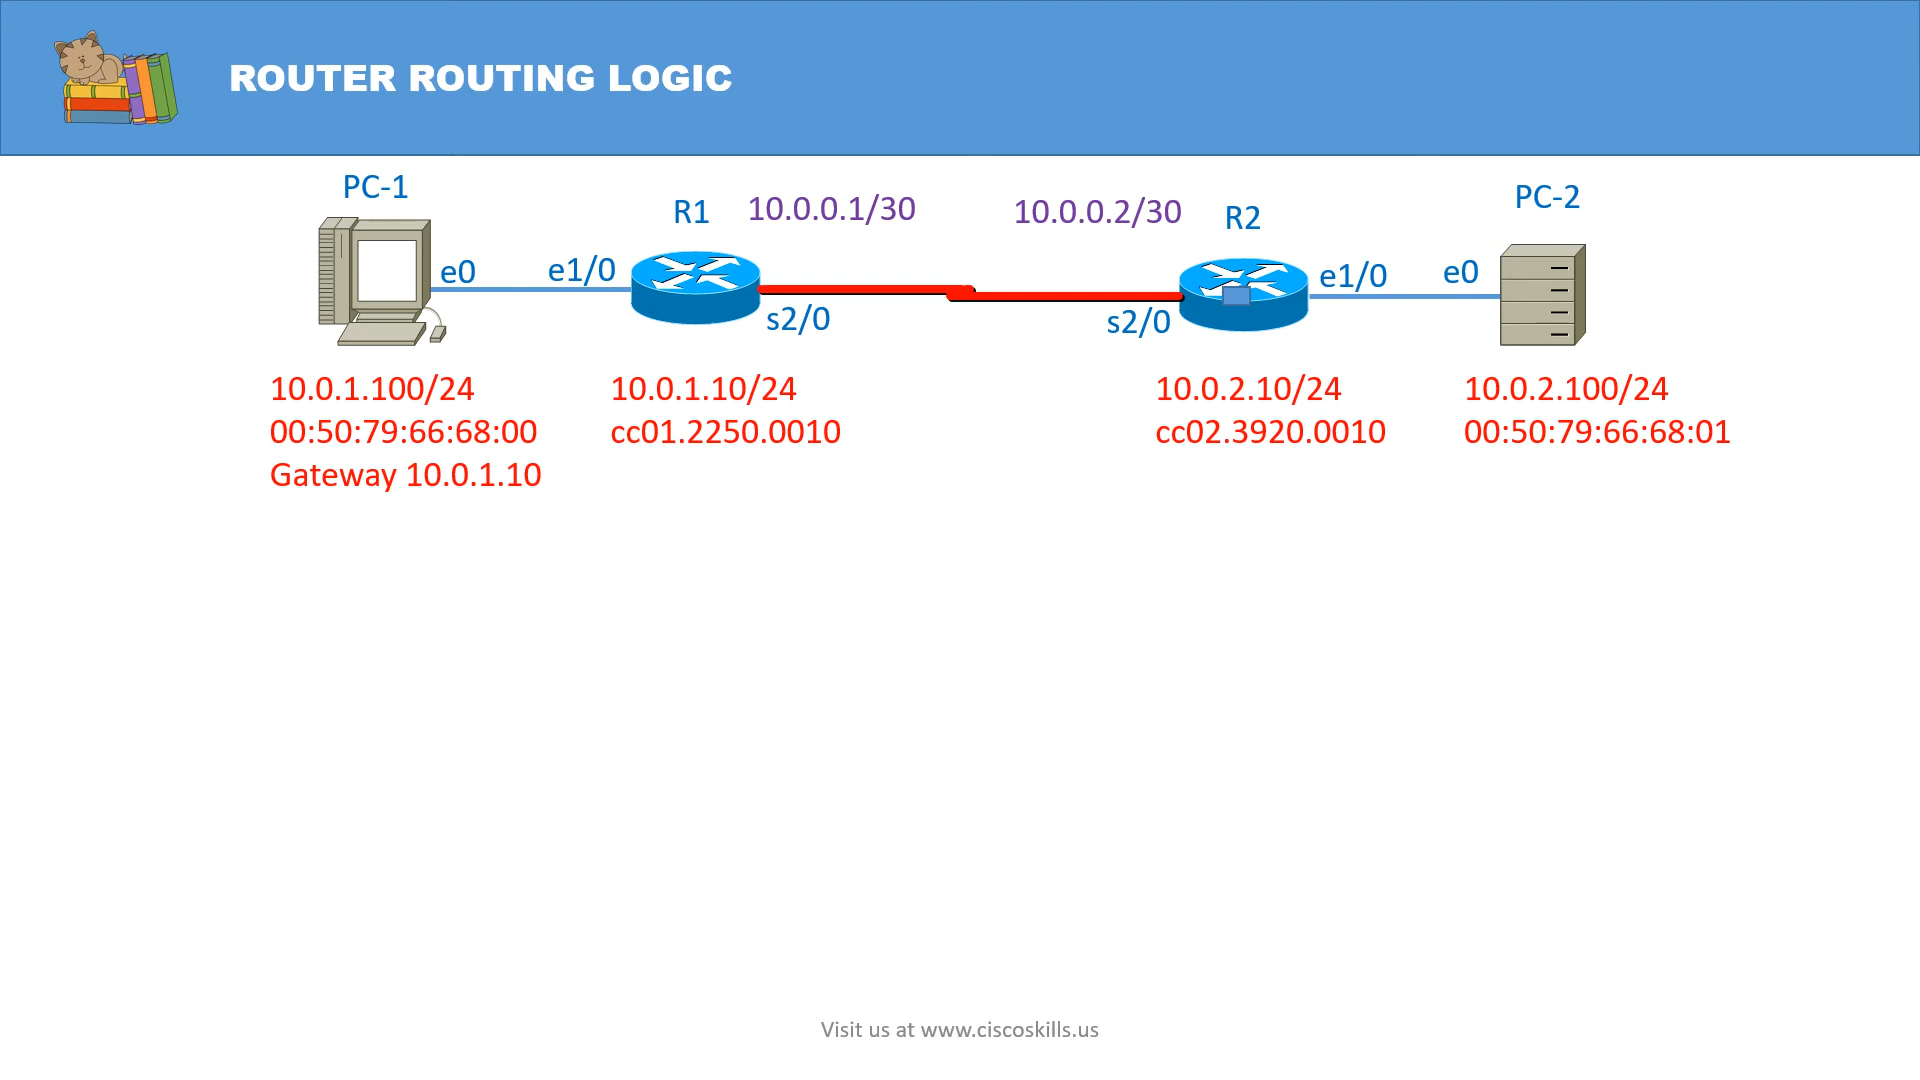 ROUTER ROUTING LOGIC
PC-1
R1
10.0.0.1/30
10.0.0.2/30
R2
PC-2
e0
e1/0
s2/0
s2/0
e1/0
e0
10.0.1.100/24
00:50:79:66:68:00
Gateway 10.0.1.10
10.0.1.10/24
cc01.2250.0010
10.0.2.10/24
cc02.3920.0010
10.0.2.100/24
00:50:79:66:68:01
Visit us at www.ciscoskills.us